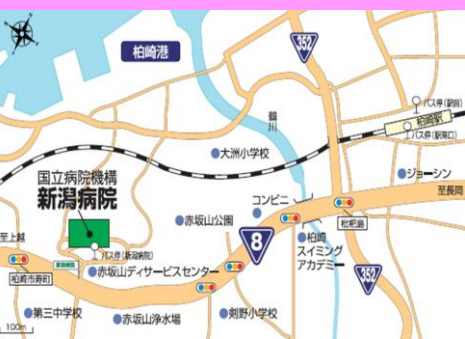 柏崎港
352
バス停(駅前)
柏崎駅
バス停(駅南口)
鵜川
大洲小学校
ジョーシン
国立病院機構
新潟病院
コンビニ
至長岡
赤坂山公園
枇杷島
至上越
バス停(新潟病院)
8
柏崎
スイミング
アカデミー
赤坂山デイサービスセンター
352
柏崎市寿町
第三中学校
赤坂山浄水場
剣野小学校
100m